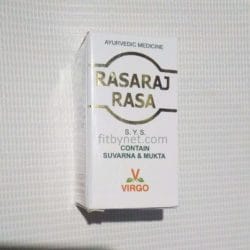 AYURVEDIC MEDICINE
RASARAJ
RASA
fitbynet.com
S. Y. S.
CONTAIN
SUVARNA & MUKTA
VIRGO